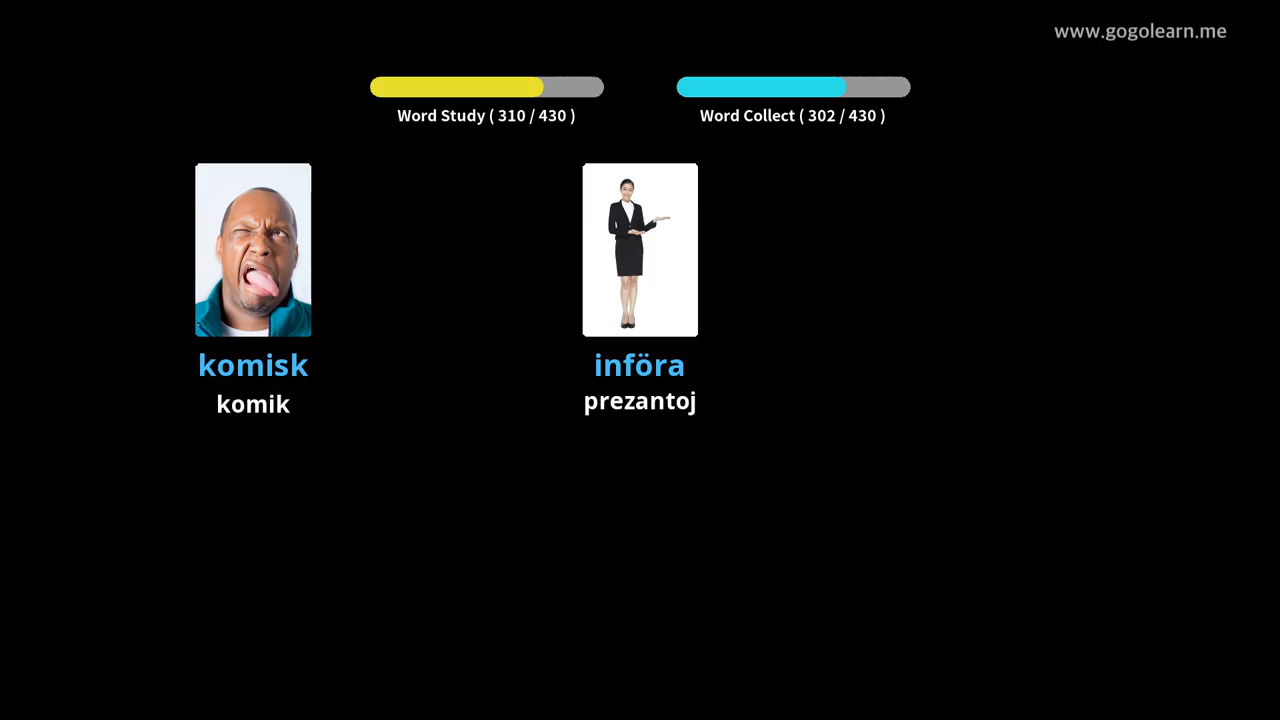 www.gogolearn.me
Word Study ( 310 / 430 )
Word Collect ( 302 / 430 )
komisk
komik
införa
prezantoj